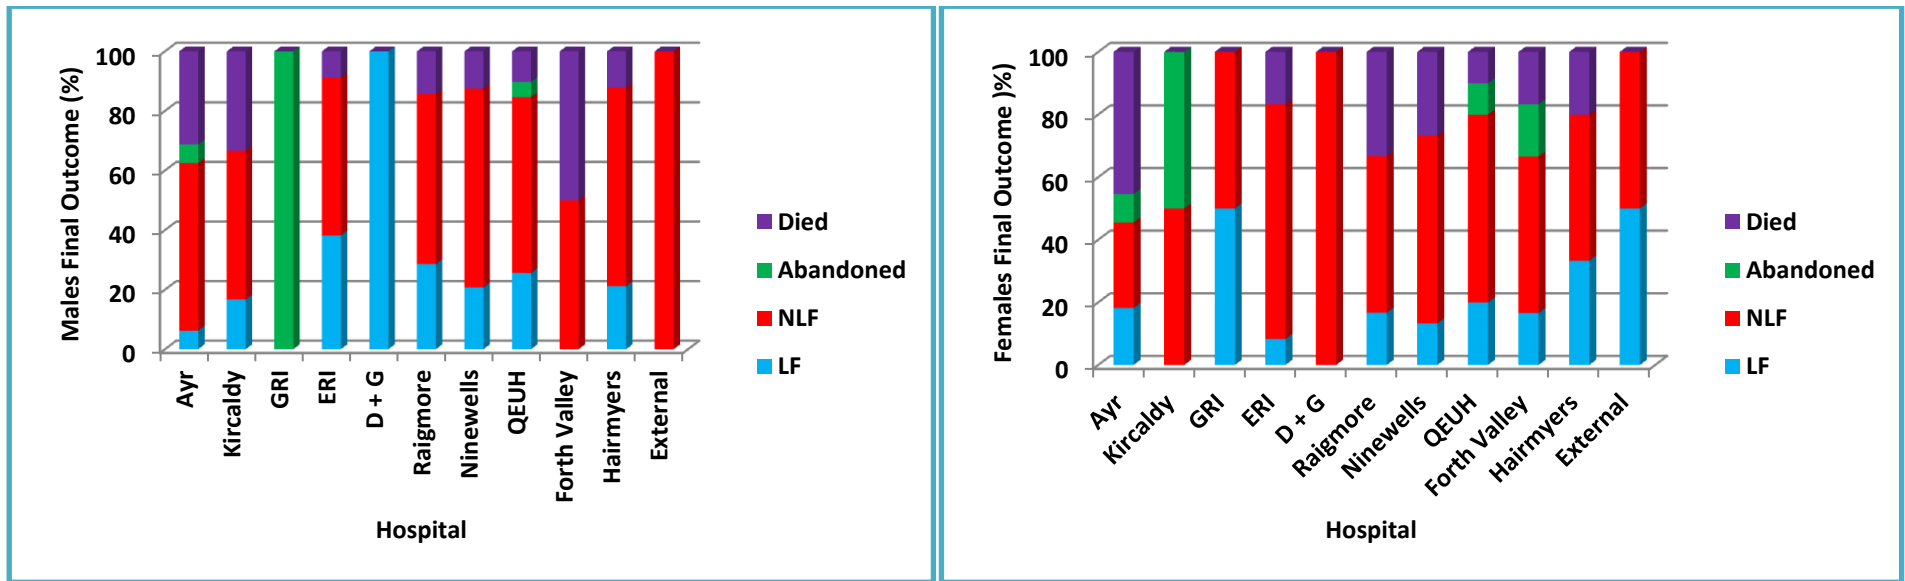 Males Final Outcome (%)
100
80
60
40
20
0
Ayr
Kircaldy
GRI
ERI
D + G
Raigmore
Ninewells
QEUH
Forth Valley
Hairmyers
External
Hospital
Died
Abandoned
NLF
LF
Females Final Outcome )%)
100
80
60
40
20
0
Ayr
Kircaldy
GRI
ERI
D + G
Raigmore
Ninewells
QEUH
Forth Valley
Hairmyers
External
Hospital
Died
Abandoned
NLF
LF